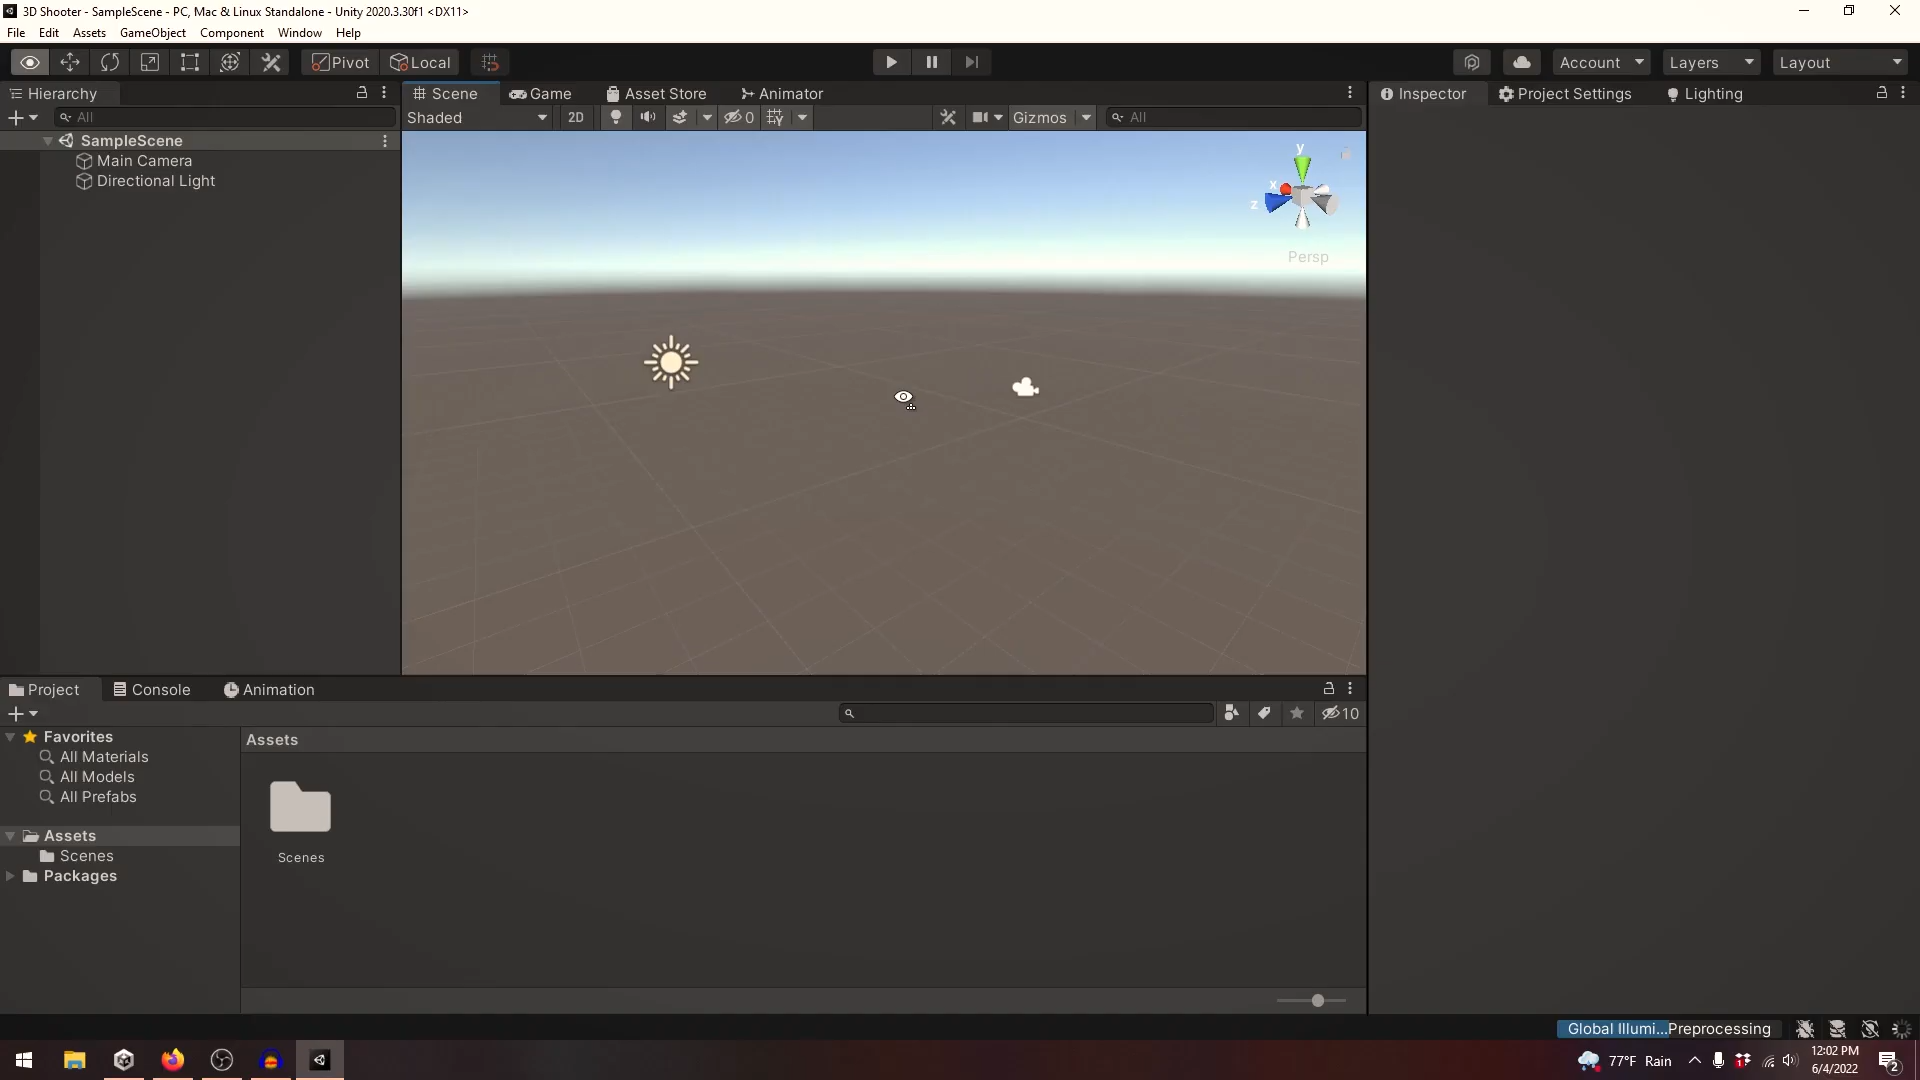 3D Shooter - SampleScene - PC, Mac & Linux Standalone - Unity 2020.3.30f1 <DX11>
File Edit Assets GameObject Component Window Help
Pivot Local Account Layers Layout
Hierarchy
Scene Game Asset Store Animator
Inspector Project Settings Lighting
All
Shaded 2D 0 Gizmos All
SampleScene
Main Camera
Directional Light
y
x
z
Persp
Project Console Animation
10
Favorites
All Materials
All Models
All Prefabs
Assets
Scenes
Packages
Assets
Scenes
Global Illumi...Preprocessing
77°F Rain
1
12:02 PM
6/4/2022
2